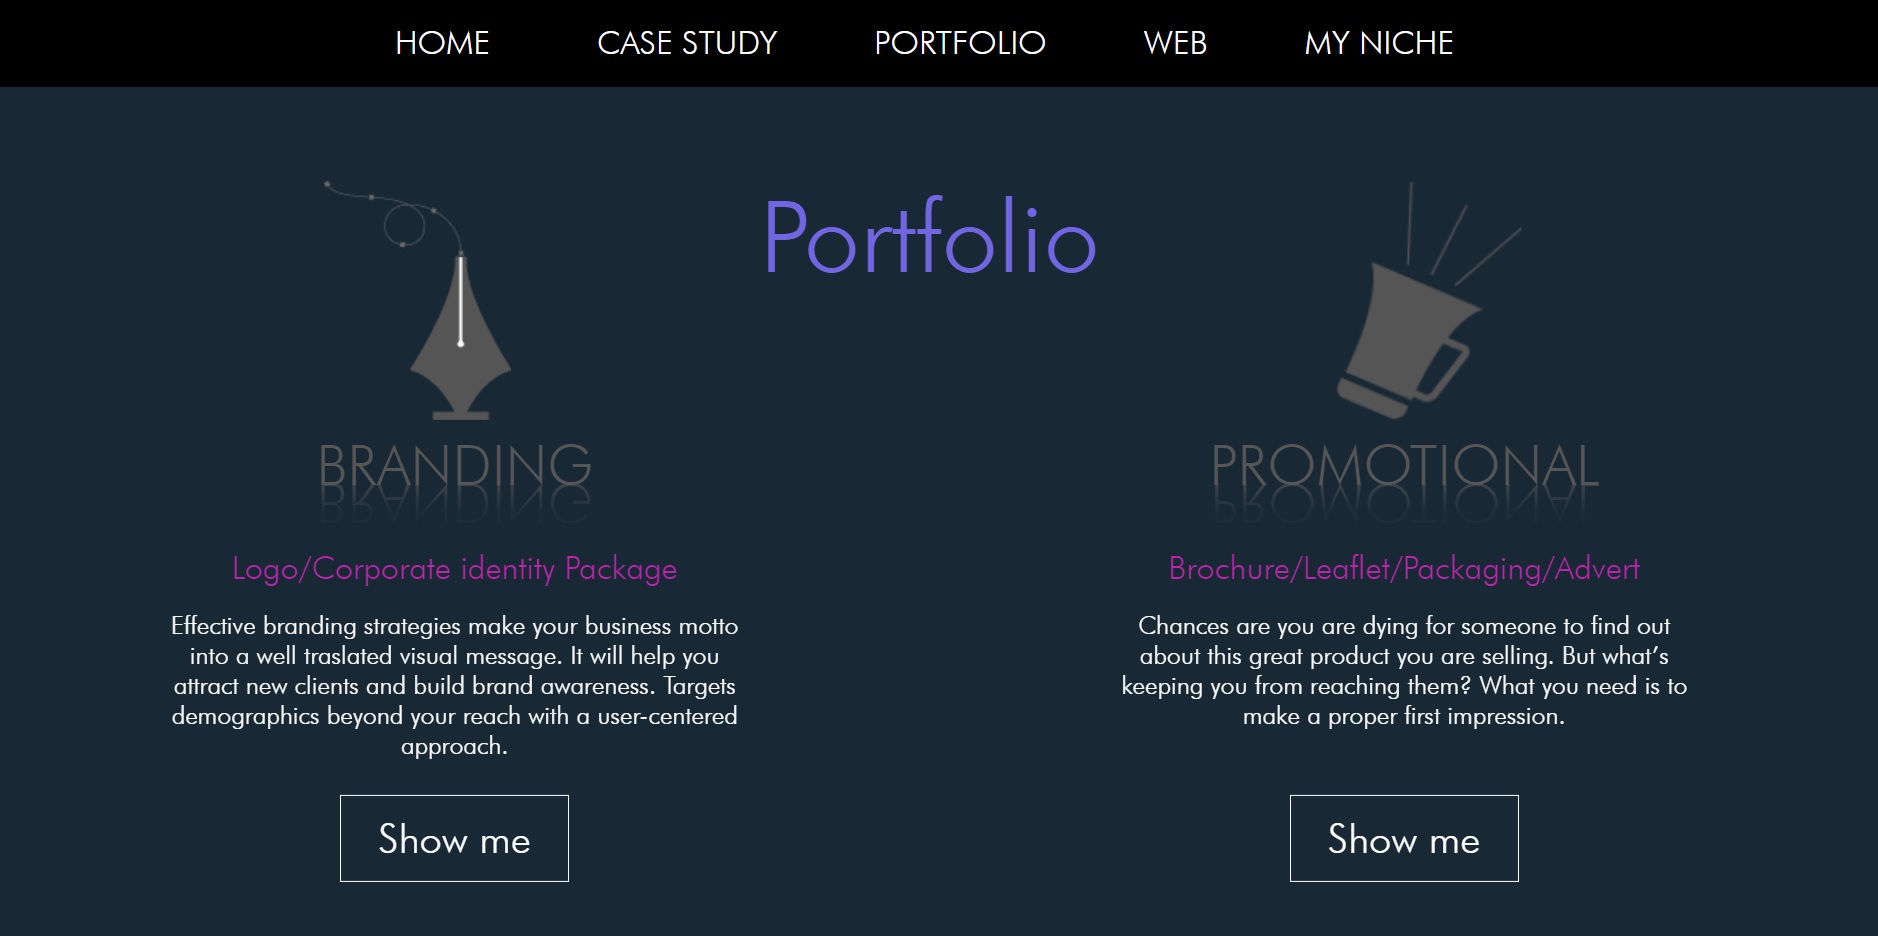 HOME CASE STUDY PORTFOLIO WEB MY NICHE
Portfolio
BRANDING
Logo/Corporate identity Package
Effective branding strategies make your business motto
into a well traslated visual message. It will help you
attract new clients and build brand awareness. Targets
demographics beyond your reach with a user-centered
approach.
Show me
PROMOTIONAL
Brochure/Leaflet/Packaging/Advert
Chances are you are dying for someone to find out
about this great product you are selling. But what’s
keeping you from reaching them? What you need is to
make a proper first impression.
Show me